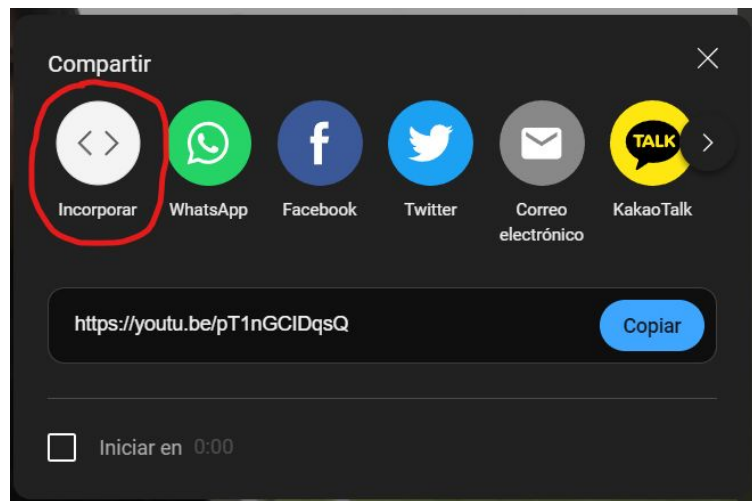 Compartir
TALK
Incorporar
WhatsApp
Facebook
Twitter
Correo
electrónico
KakaoTalk
https://youtu.be/pT1nGCIDqsQ
Copiar
Iniciar en 0:00